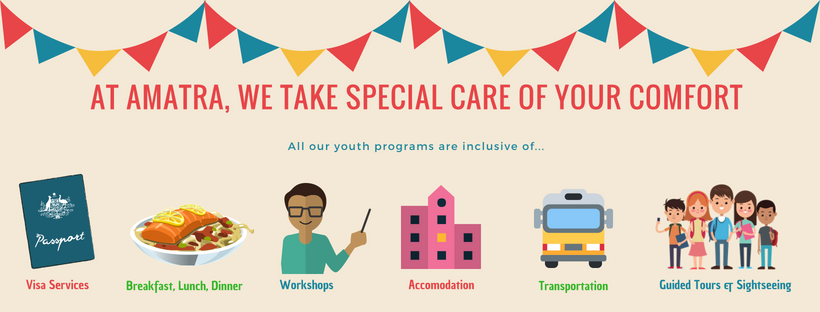 AT AMATRA, WE TAKE SPECIAL CARE OF YOUR COMFORT
All our youth programs are inclusive of...
Passport
Visa Services
Breakfast, Lunch, Dinner
Workshops
Accomodation
Transportation
Guided Tours & Sightseeing